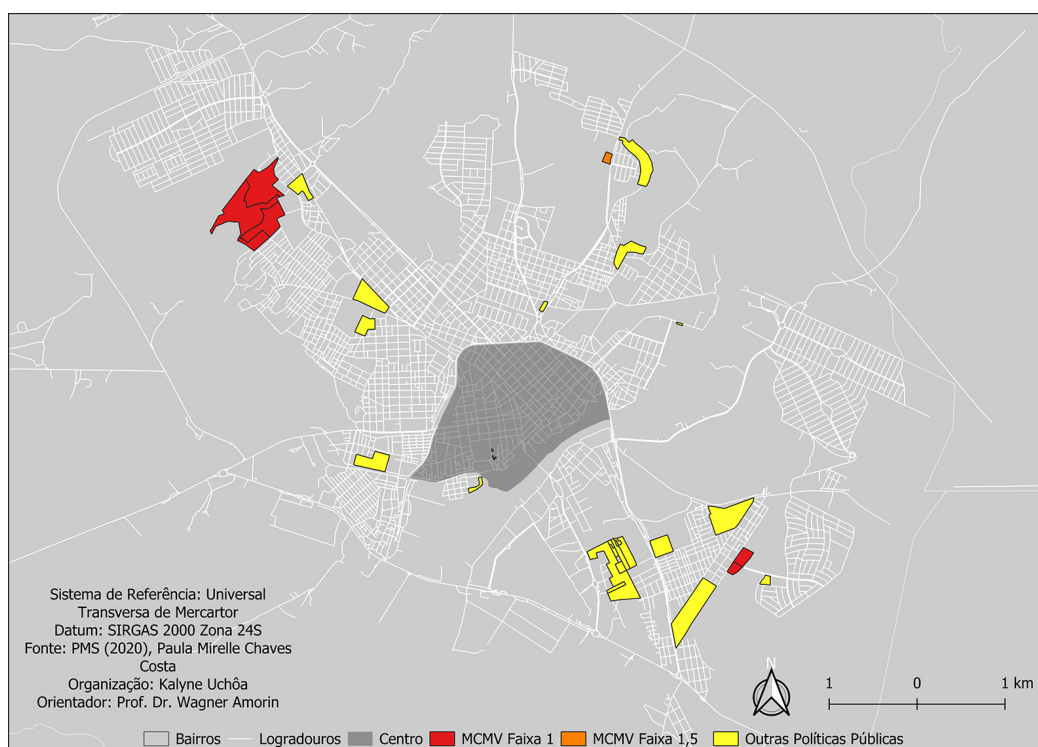 Sistema de Referência: Universal
Transversa de Mercartor
Datum: SIRGAS 2000 Zona 24S
Fonte: PMS (2020), Paula Mirelle Chaves
Costa
Organização: Kalyne Uchôa
Orientador: Prof. Dr. Wagner Amorin
N
1 0 1 km
Bairros Logradouros Centro MCMV Faixa 1 MCMV Faixa 1,5 Outras Políticas Públicas